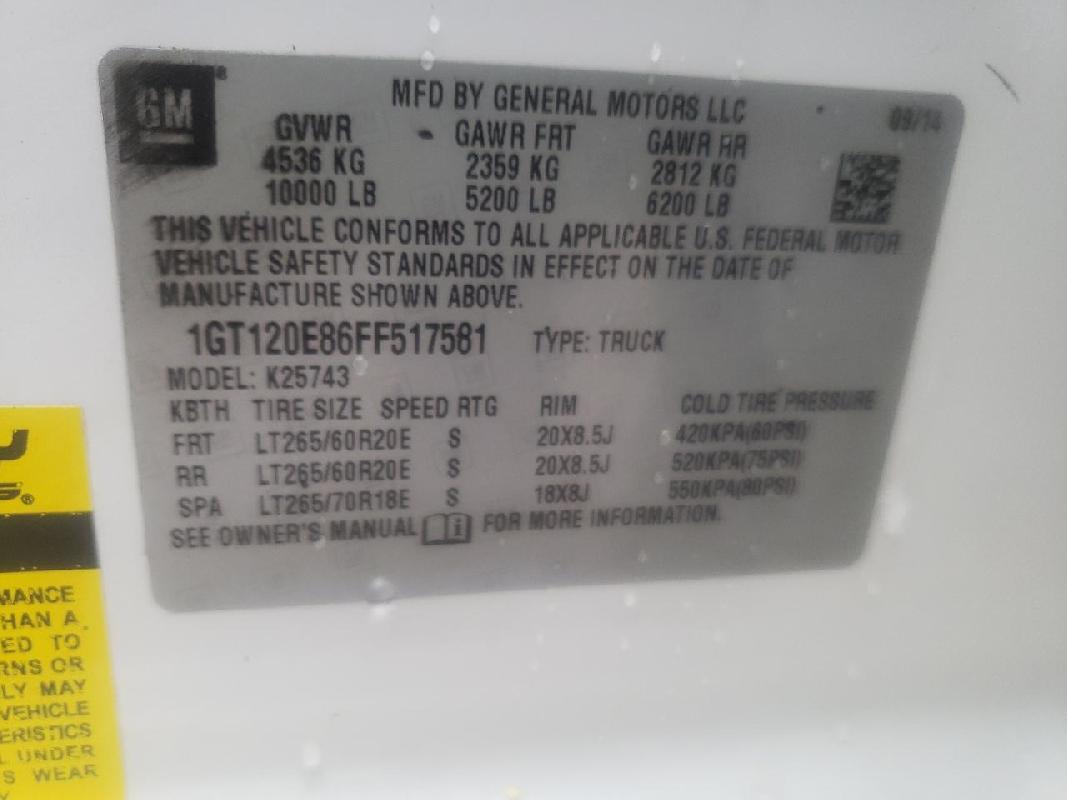 GM
MFD BY GENERAL MOTORS LLC 09/14
GVWR GAWR FRT GAWR RR
4536 KG 2359 KG 2812 KG
10000 LB 5200 LB 6200 LB
THIS VEHICLE CONFORMS TO ALL APPLICABLE U.S. FEDERAL MOTOR
VEHICLE SAFETY STANDARDS IN EFFECT ON THE DATE OF
MANUFACTURE SHOWN ABOVE.
1GT120E86FF517581 TYPE: TRUCK
MODEL: K25743
KBTH TIRE SIZE SPEED RTG RIM COLD TIRE PRESSURE
FRT LT265/60R20E S 20X8.5J 420KPA(60PSI)
RR LT265/60R20E S 20X8.5J 520KPA(75PSI)
SPA LT265/70R18E S 18X8J 550KPA(80PSI)
SEE OWNER'S MANUAL FOR MORE INFORMATION.
MANCE
HAN A
ED TO
RNS OR
LY MAY
VEHICLE
ERISTICS
L UNDER
S WEAR